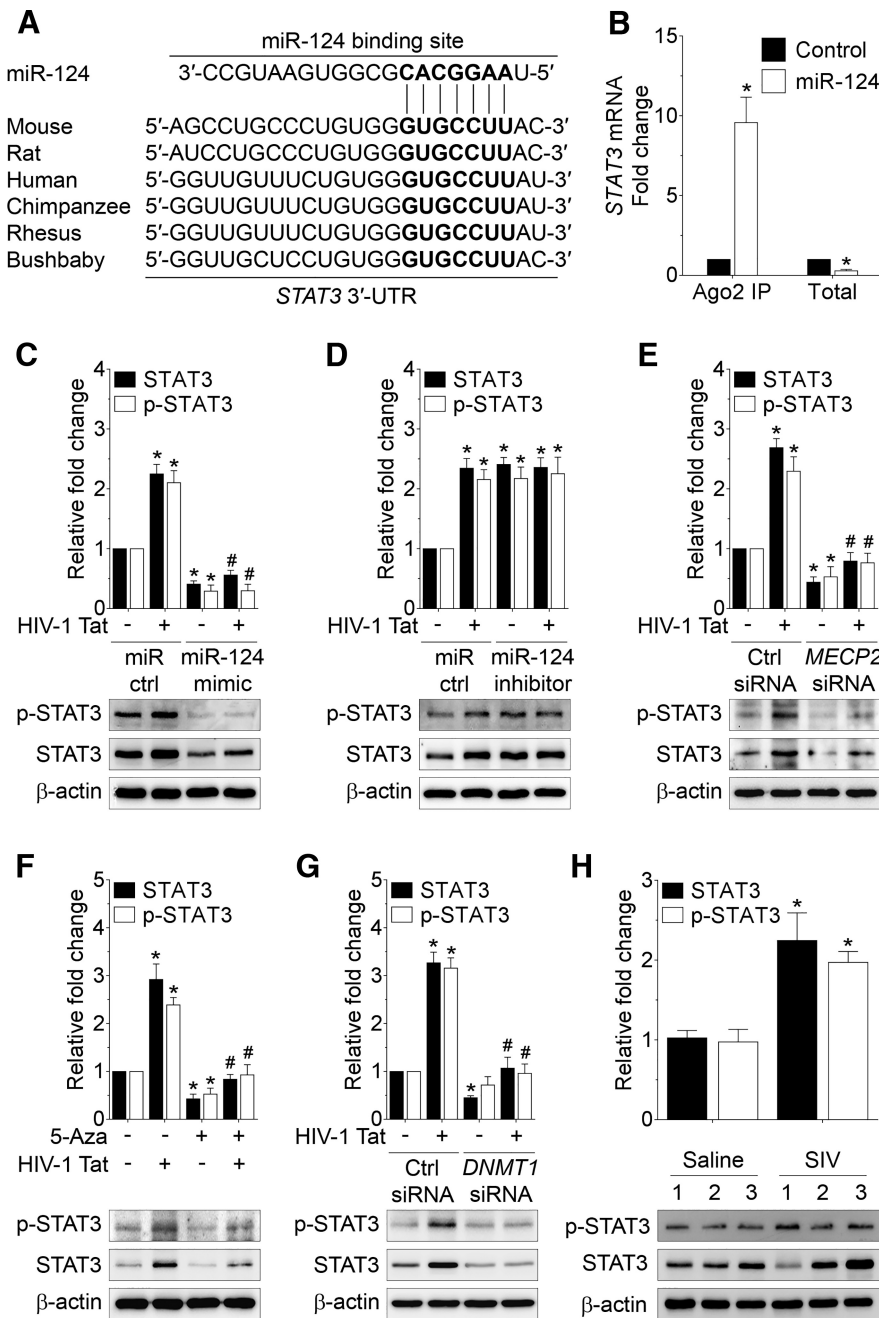 A
miR-124 binding site
miR-124 3′-CCGUAAGUGGCGCACGGAAU-5′
Mouse 5′-AGCCUGCCCUGUGGGUGCCUUAC-3′
Rat 5′-AUCCUGCCCUGUGGGUGCCUUAC-3′
Human 5′-GGUUGUUUCUGUGGGUGCCUUAU-3′
Chimpanzee 5′-GGUUGUUUCUGUGGGUGCCUUAU-3′
Rhesus 5′-GGUUGUUUCUGUGGGUGCCUUAU-3′
Bushbaby 5′-GGUUGCUCCUGUGGGUGCCUUAC-3′
STAT3 3′-UTR
B
STAT3 mRNA
Fold change
15
10
5
0
Control
miR-124
*
*
Ago2 IP Total
C
Relative fold change
4
3
2
1
0
STAT3
p-STAT3
* *
* * # #
HIV-1 Tat - + - +
miR ctrl
miR-124 mimic
p-STAT3
STAT3
β-actin
D
Relative fold change
4
3
2
1
0
STAT3
p-STAT3
* * * * * *
HIV-1 Tat - + - +
miR ctrl
miR-124 inhibitor
p-STAT3
STAT3
β-actin
E
Relative fold change
4
3
2
1
0
STAT3
p-STAT3
* *
* * # #
HIV-1 Tat - + - +
Ctrl siRNA
MECP2 siRNA
p-STAT3
STAT3
β-actin
F
Relative fold change
5
4
3
2
1
0
STAT3
p-STAT3
* *
* * # #
5-Aza - - + +
HIV-1 Tat - + - +
p-STAT3
STAT3
β-actin
G
Relative fold change
5
4
3
2
1
0
STAT3
p-STAT3
* *
* # #
HIV-1 Tat - + - +
Ctrl siRNA
DNMT1 siRNA
p-STAT3
STAT3
β-actin
H
Relative fold change
3
2
1
0
STAT3
p-STAT3
*
*
Saline SIV
1 2 3 1 2 3
p-STAT3
STAT3
β-actin